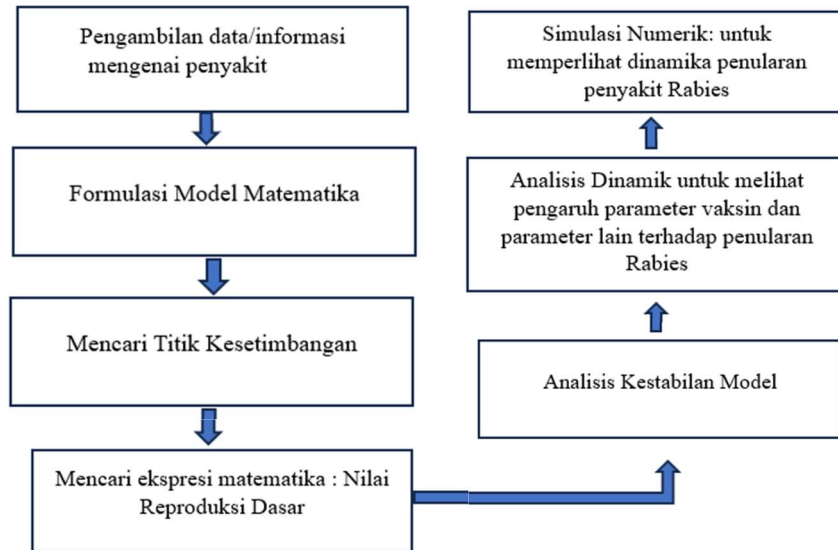 Pengambilan data/informasi
mengenai penyakit
Formulasi Model Matematika
Mencari Titik Kesetimbangan
Mencari ekspresi matematika : Nilai
Reproduksi Dasar
Analisis Kestabilan Model
Analisis Dinamik untuk melihat
pengaruh parameter vaksin dan
parameter lain terhadap penularan
Rabies
Simulasi Numerik: untuk
memperlihat dinamika penularan
penyakit Rabies